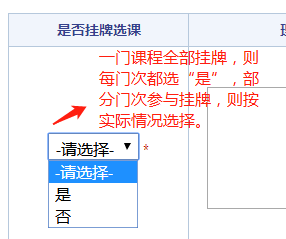 是否挂牌选课
一门课程全部挂牌，则
每门次都选“是”，部
分门次参与挂牌，则按
实际情况选择。
-请选择- *
-请选择-
是
否